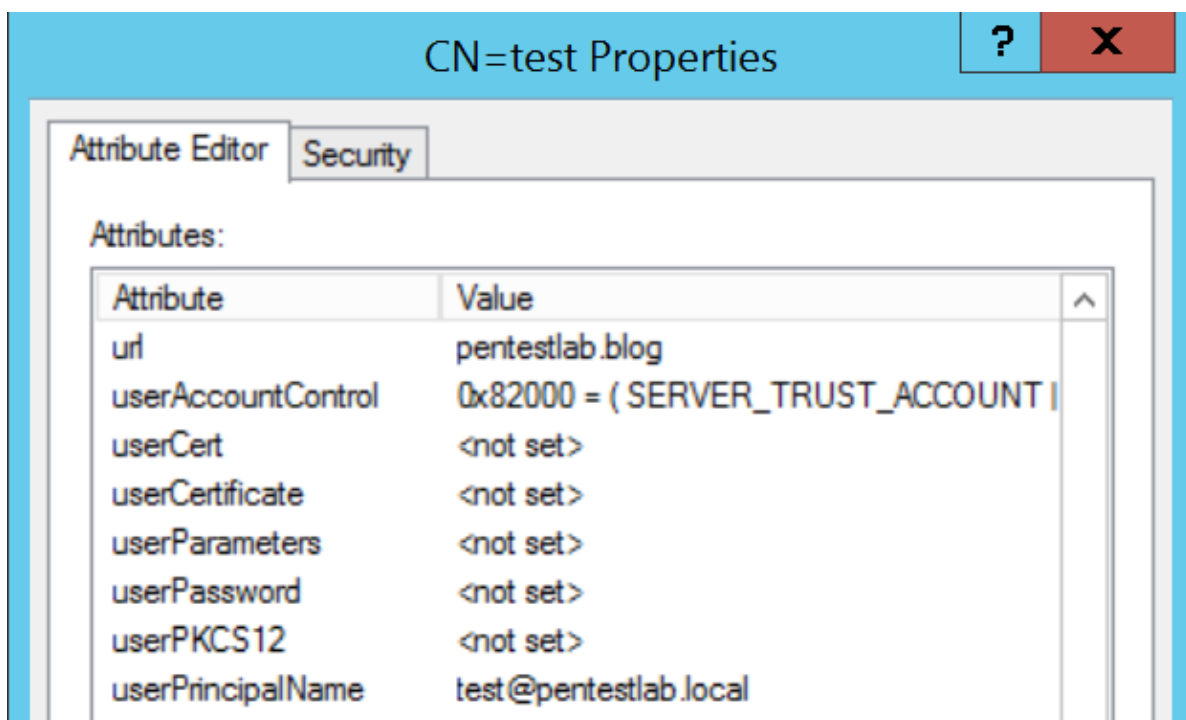 CN=test Properties
?
X
Attribute Editor
Security
Attributes:
Attribute Value
url pentestlab.blog
userAccountControl 0x82000 = ( SERVER_TRUST_ACCOUNT |
userCert <not set>
userCertificate <not set>
userParameters <not set>
userPassword <not set>
userPKCS12 <not set>
userPrincipalName test@pentestlab.local